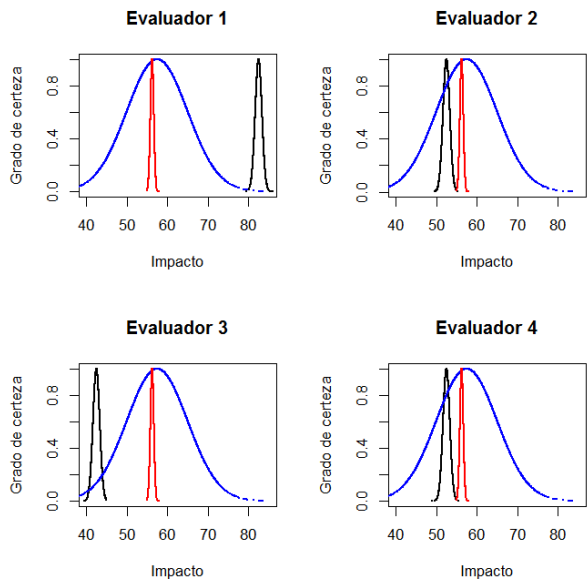 Evaluador 1
Grado de certeza
0.0 0.4 0.8
40 50 60 70 80
Impacto
Evaluador 2
Grado de certeza
0.0 0.4 0.8
40 50 60 70 80
Impacto
Evaluador 3
Grado de certeza
0.0 0.4 0.8
40 50 60 70 80
Impacto
Evaluador 4
Grado de certeza
0.0 0.4 0.8
40 50 60 70 80
Impacto